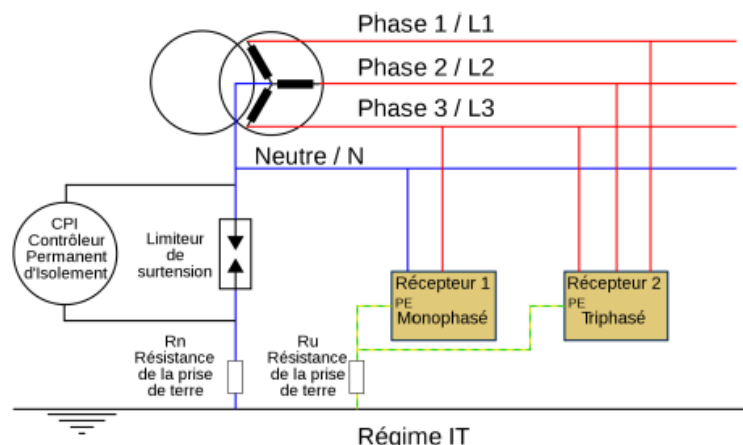 Phase 1 / L1
Phase 2 / L2
Phase 3 / L3
Neutre / N
CPI
Contrôleur
Permanent
d'Isolement
Limiteur
de
surtension
Récepteur 1
PE
Monophasé
Récepteur 2
PE
Triphasé
Rn
Résistance
de la prise
de terre
Ru
Résistance
de la prise
de terre
Régime IT